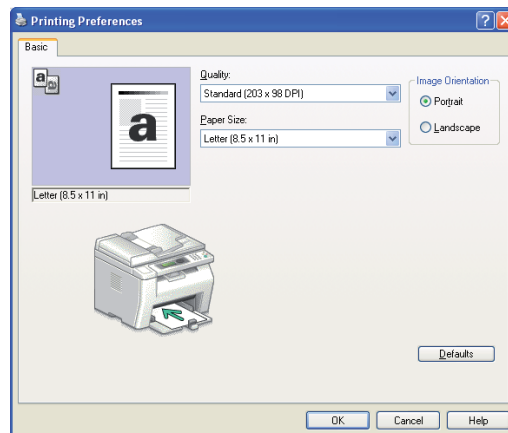 Printing Preferences
Basic
a
a
a
Letter (8.5 x 11 in)
Quality:
Standard (203 x 98 DPI)
Paper Size:
Letter (8.5 x 11 in)
Image Orientation
Portrait
Landscape
Defaults
OK Cancel Help